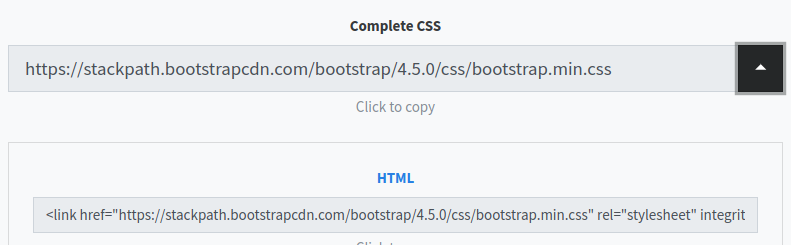 Complete CSS
https://stackpath.bootstrapcdn.com/bootstrap/4.5.0/css/bootstrap.min.css
Click to copy
HTML
<link href="https://stackpath.bootstrapcdn.com/bootstrap/4.5.0/css/bootstrap.min.css" rel="stylesheet" integrit